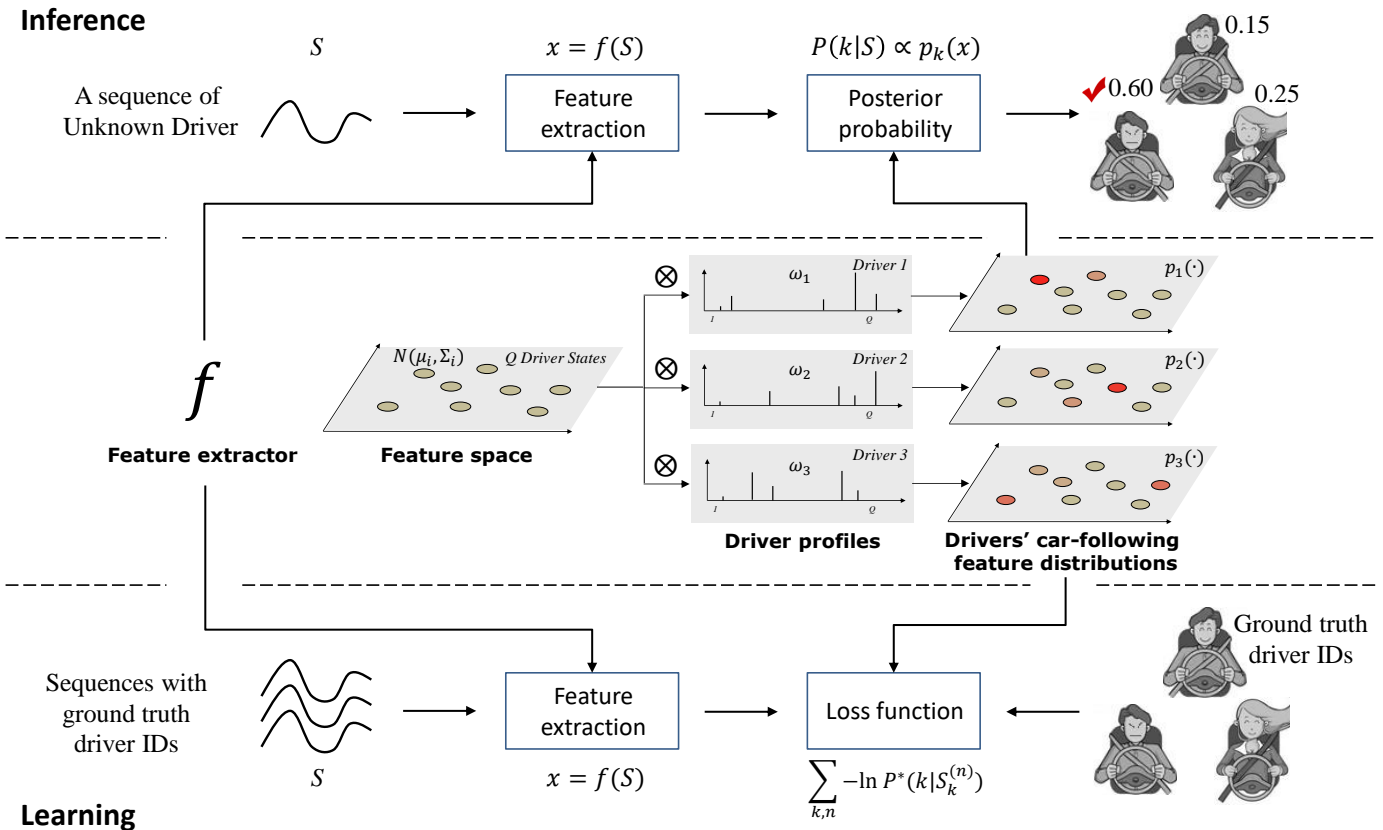 Inference
S
x = f(S)
P(k|S) ∝ p_k(x)
0.15
A sequence of
Unknown Driver
Feature
extraction
Posterior
probability
0.60
0.25
Driver 1
ω_1
1
Q
p_1(·)
N(μ_i, Σ_i)
Q Driver States
Driver 2
ω_2
1
Q
p_2(·)
f
Feature extractor
Feature space
Driver 3
ω_3
1
Q
p_3(·)
Driver profiles
Drivers’ car-following
feature distributions
Ground truth
driver IDs
Sequences with
ground truth
driver IDs
S
Feature
extraction
x = f(S)
Loss function
∑_{k,n} −ln P*(k|S_k^{(n)})
Learning